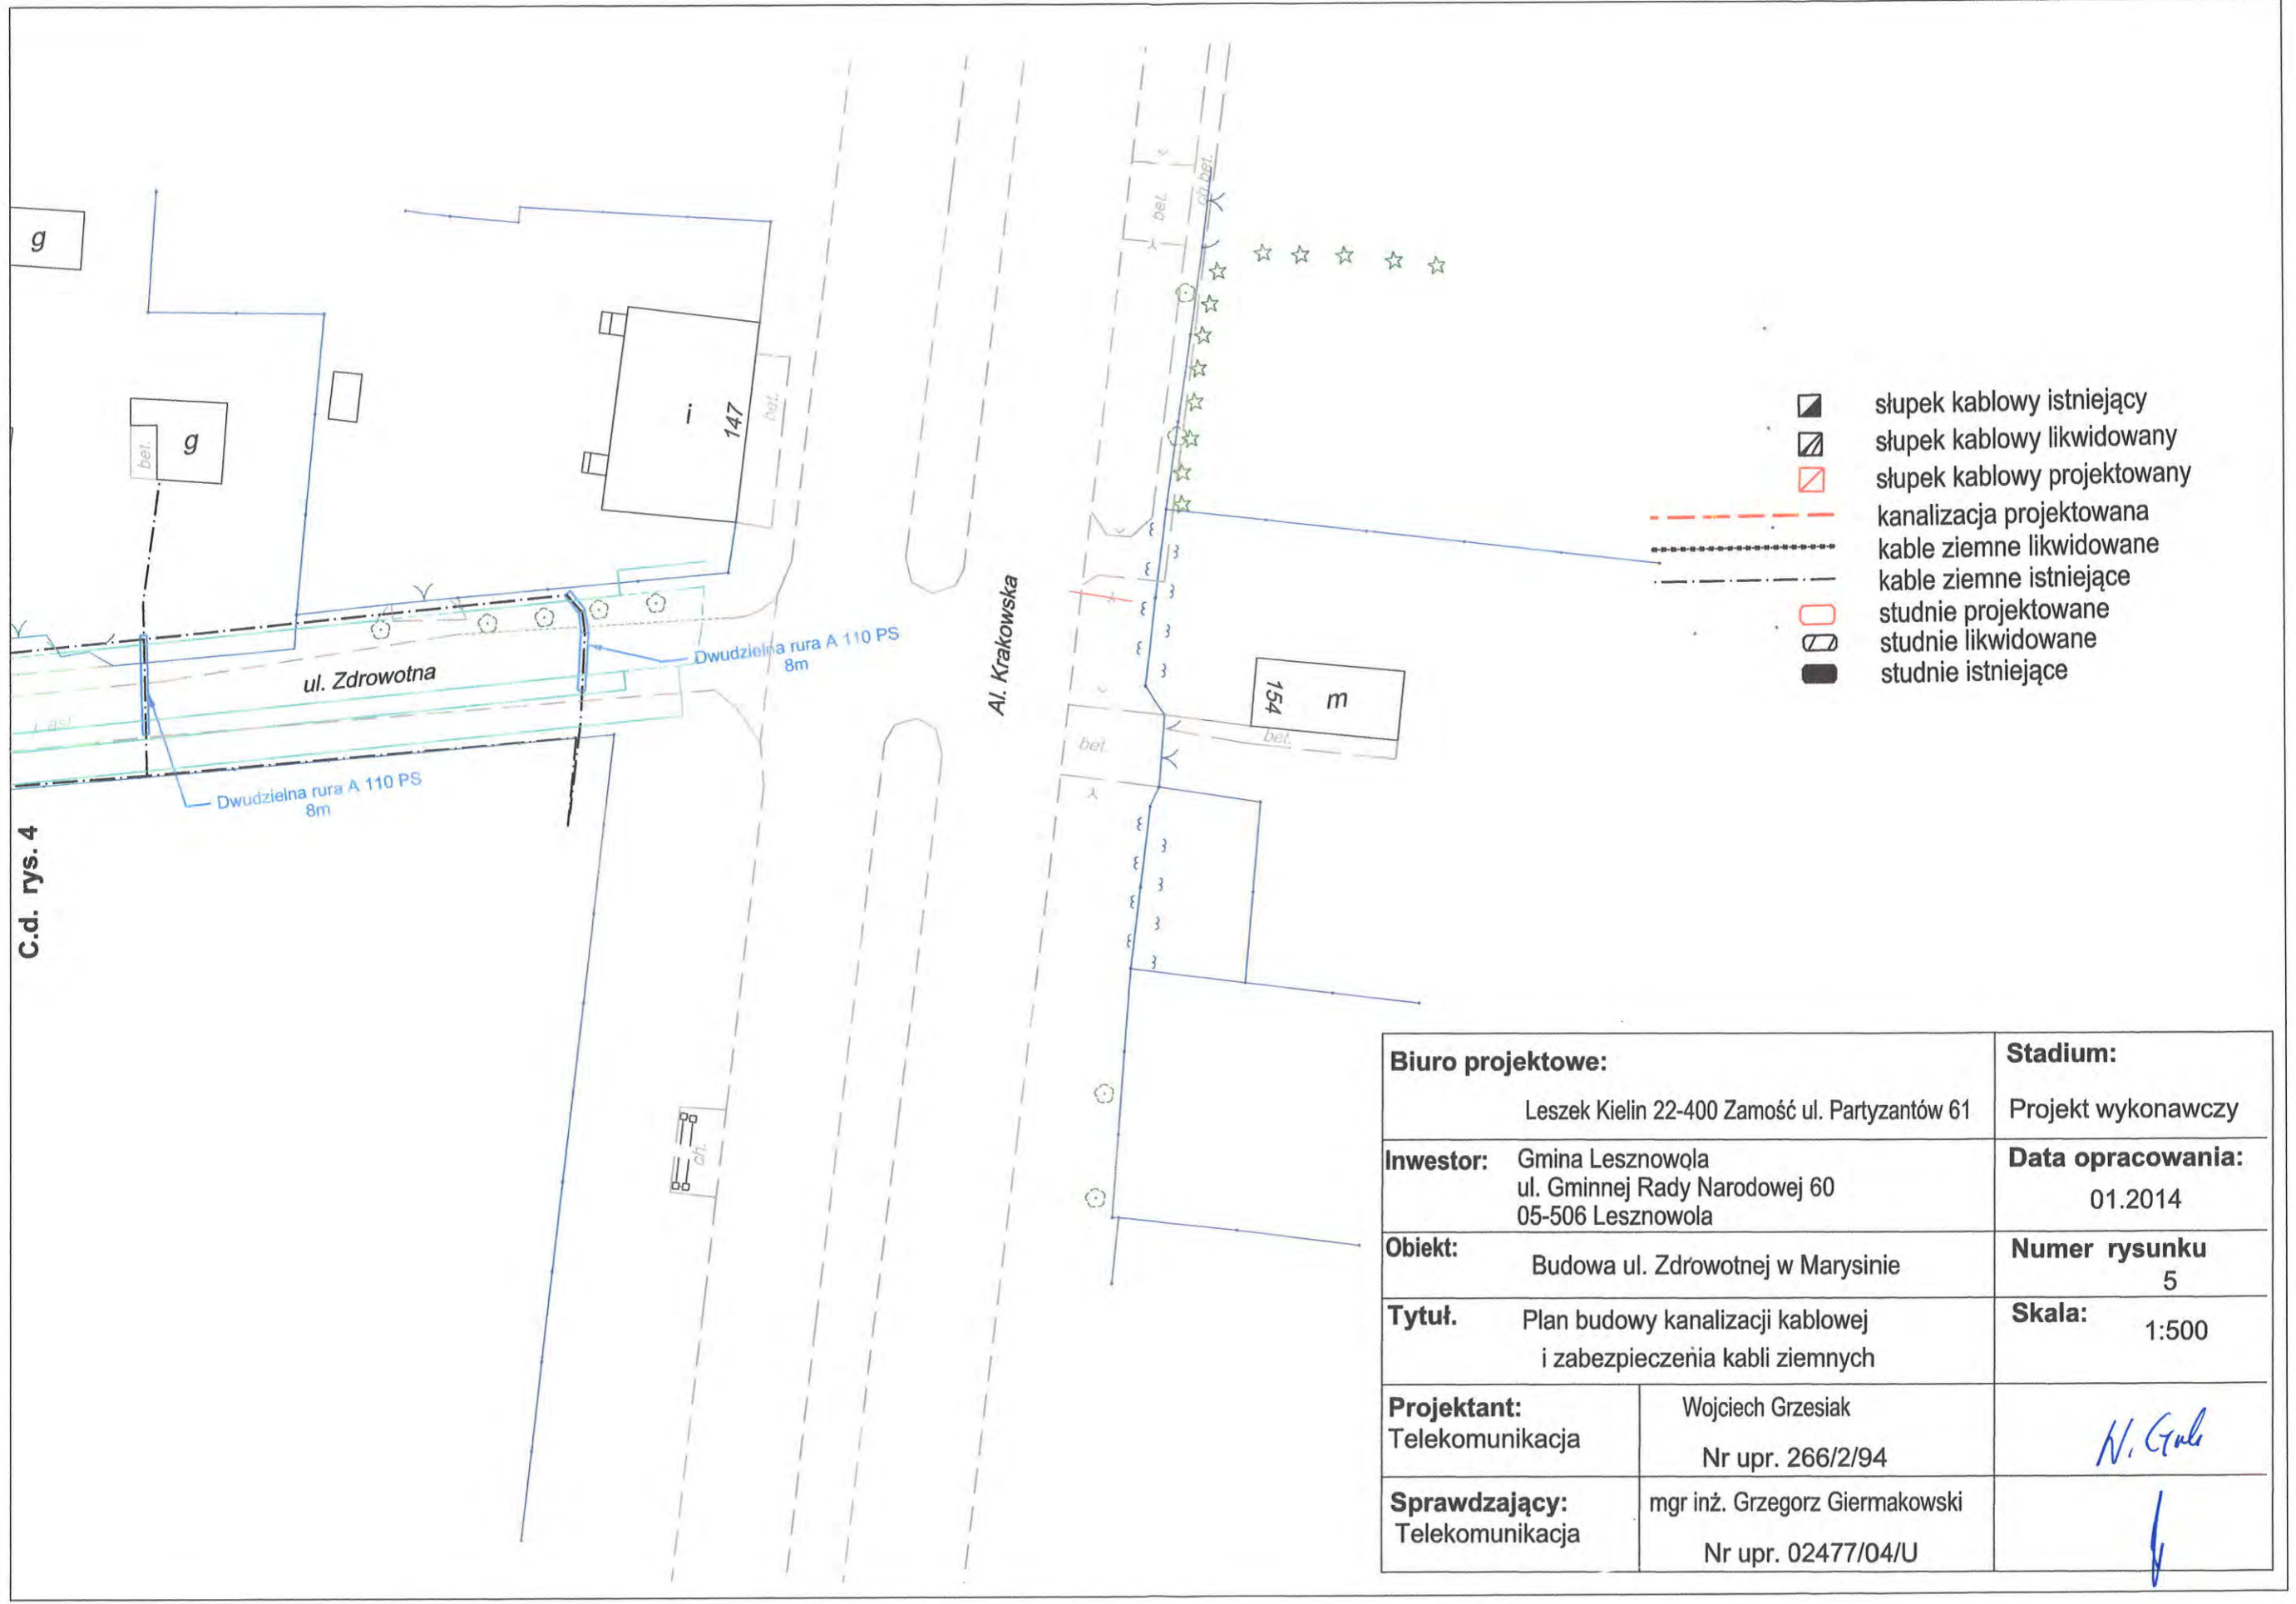 g
g
bet.
i
147
bet.
bet.
ch bet.
ul. Zdrowotna
Al. Krakowska
Dwudzielna rura A 110 PS
8m
Dwudzielna rura A 110 PS
8m
154
m
bet.
bet.
ch.
C.d. rys. 4
słupek kablowy istniejący
słupek kablowy likwidowany
słupek kablowy projektowany
kanalizacja projektowana
kable ziemne likwidowane
kable ziemne istniejące
studnie projektowane
studnie likwidowane
studnie istniejące
Biuro projektowe:
Leszek Kielin 22-400 Zamość ul. Partyzantów 61
Stadium:
Projekt wykonawczy
Inwestor: Gmina Lesznowola
ul. Gminnej Rady Narodowej 60
05-506 Lesznowola
Data opracowania:
01.2014
Obiekt:
Budowa ul. Zdrowotnej w Marysinie
Numer rysunku
5
Tytuł. Plan budowy kanalizacji kablowej
i zabezpieczenia kabli ziemnych
Skala:
1:500
Projektant:
Telekomunikacja
Wojciech Grzesiak
Nr upr. 266/2/94
Sprawdzający:
Telekomunikacja
mgr inż. Grzegorz Giermakowski
Nr upr. 02477/04/U